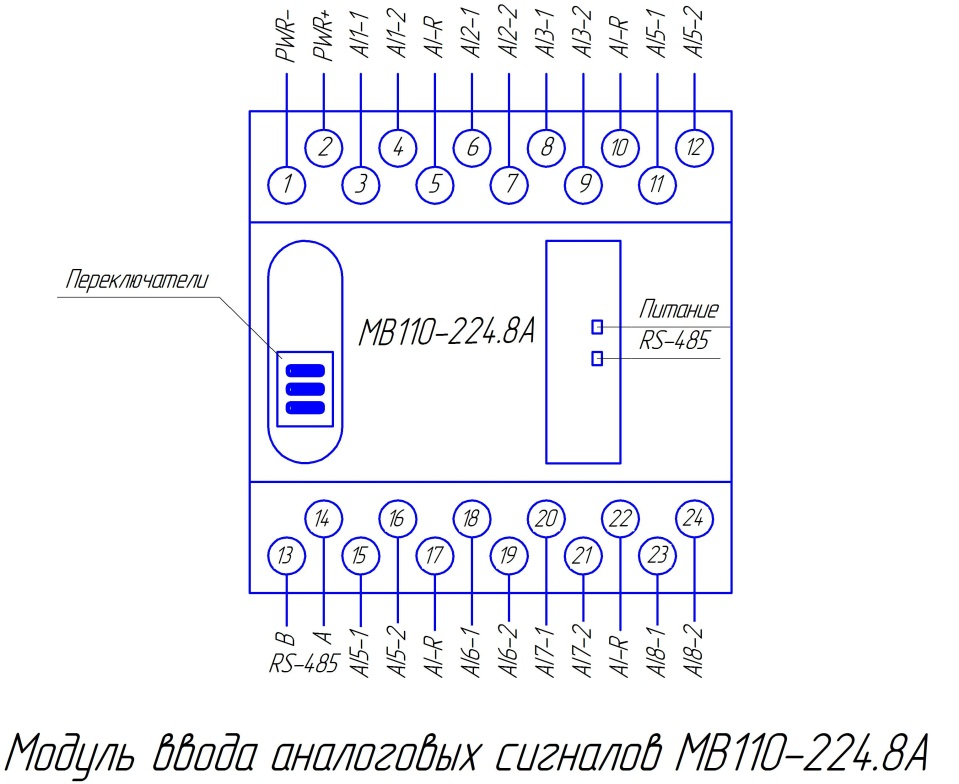 PWR- PWR+ AI1-1 AI1-2 AI-R AI2-1 AI2-2 AI3-1 AI3-2 AI-R AI5-1 AI5-2
2 4 6 8 10 12
1 3 5 7 9 11
Переключатели
Питание
МВ110-224.8А
RS-485
14 16 18 20 22 24
13 15 17 19 21 23
B A AI5-1 AI5-2 AI-R AI6-1 AI6-2 AI7-1 AI7-2 AI-R AI8-1 AI8-2
RS-485
Модуль ввода аналоговых сигналов МВ110-224.8А